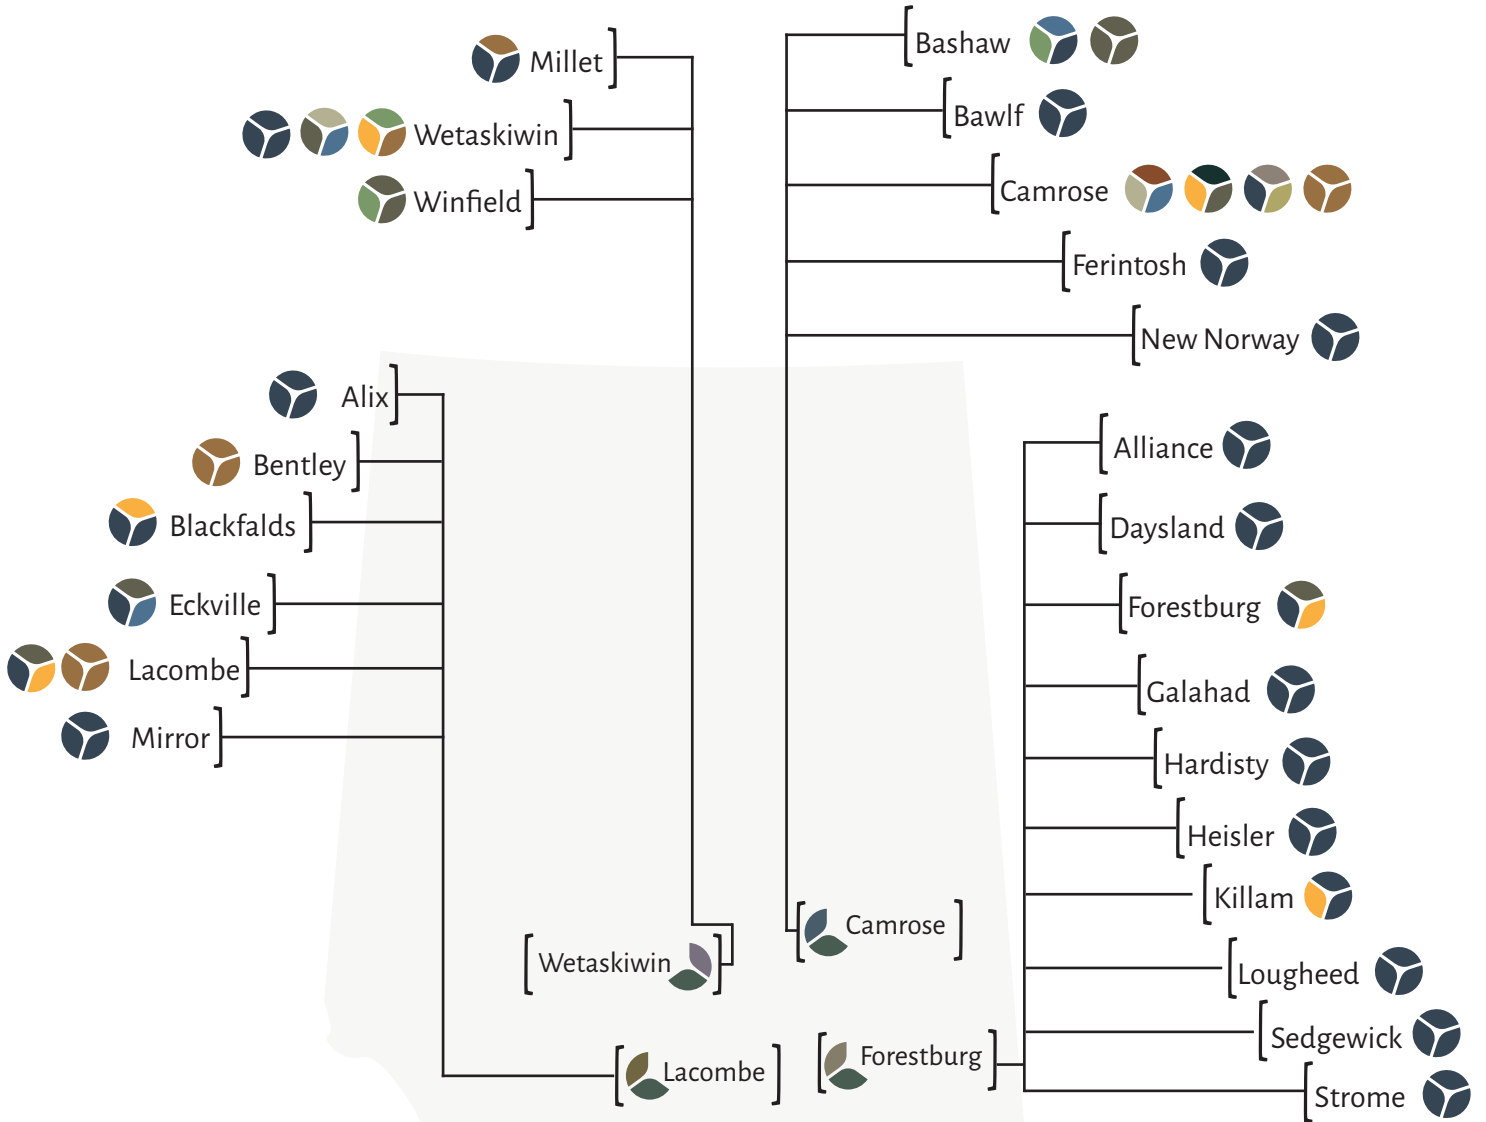 Millet
Wetaskiwin
Winfield
Bashaw
Bawlf
Camrose
Ferintosh
New Norway
Alix
Bentley
Blackfalds
Eckville
Lacombe
Mirror
Alliance
Daysland
Forestburg
Galahad
Hardisty
Heisler
Killam
Lougheed
Sedgewick
Strome
Wetaskiwin
Camrose
Lacombe
Forestburg